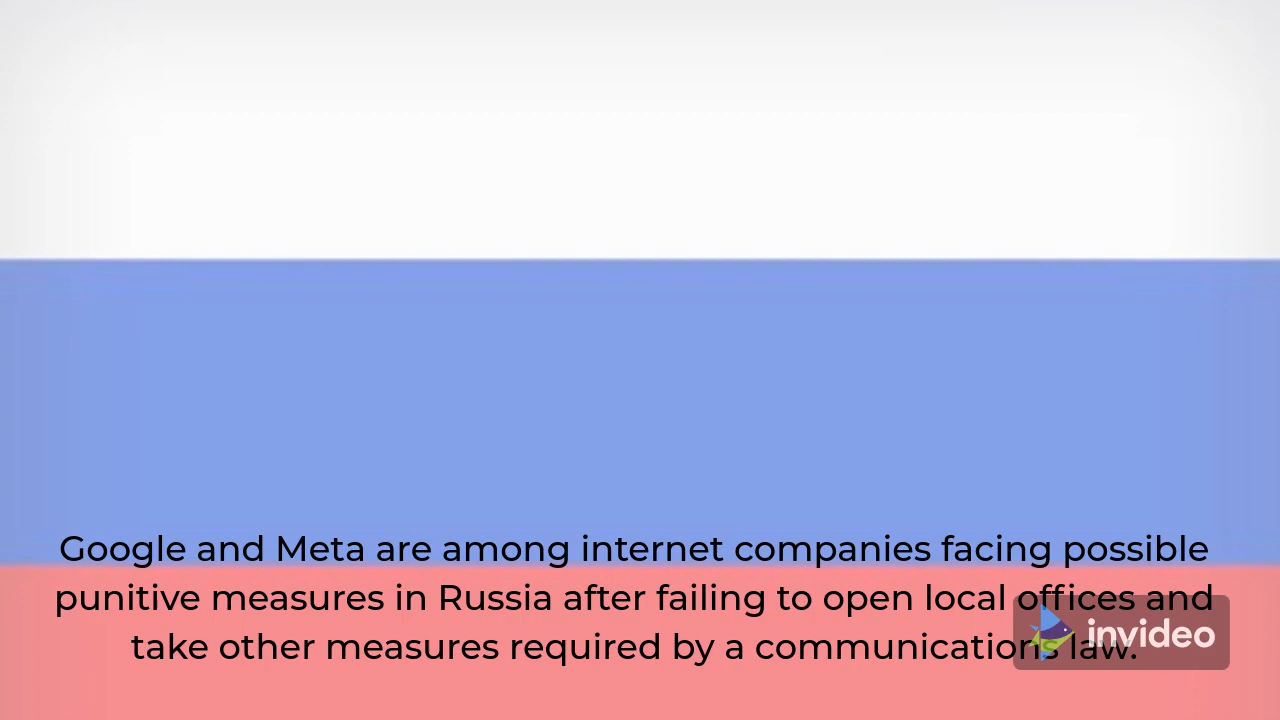 Google and Meta are among internet companies facing possible
punitive measures in Russia after failing to open local offices and
take other measures required by a communications law.
invideo